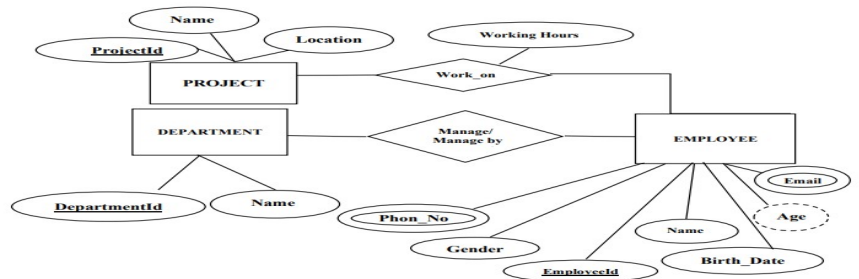 Name
Working Hours
ProjectId
Location
PROJECT
Work_on
DEPARTMENT
Manage/
Manage by
EMPLOYEE
Email
DepartmentId
Name
Phon_No
Age
Name
Gender
Birth_Date
EmployeeId